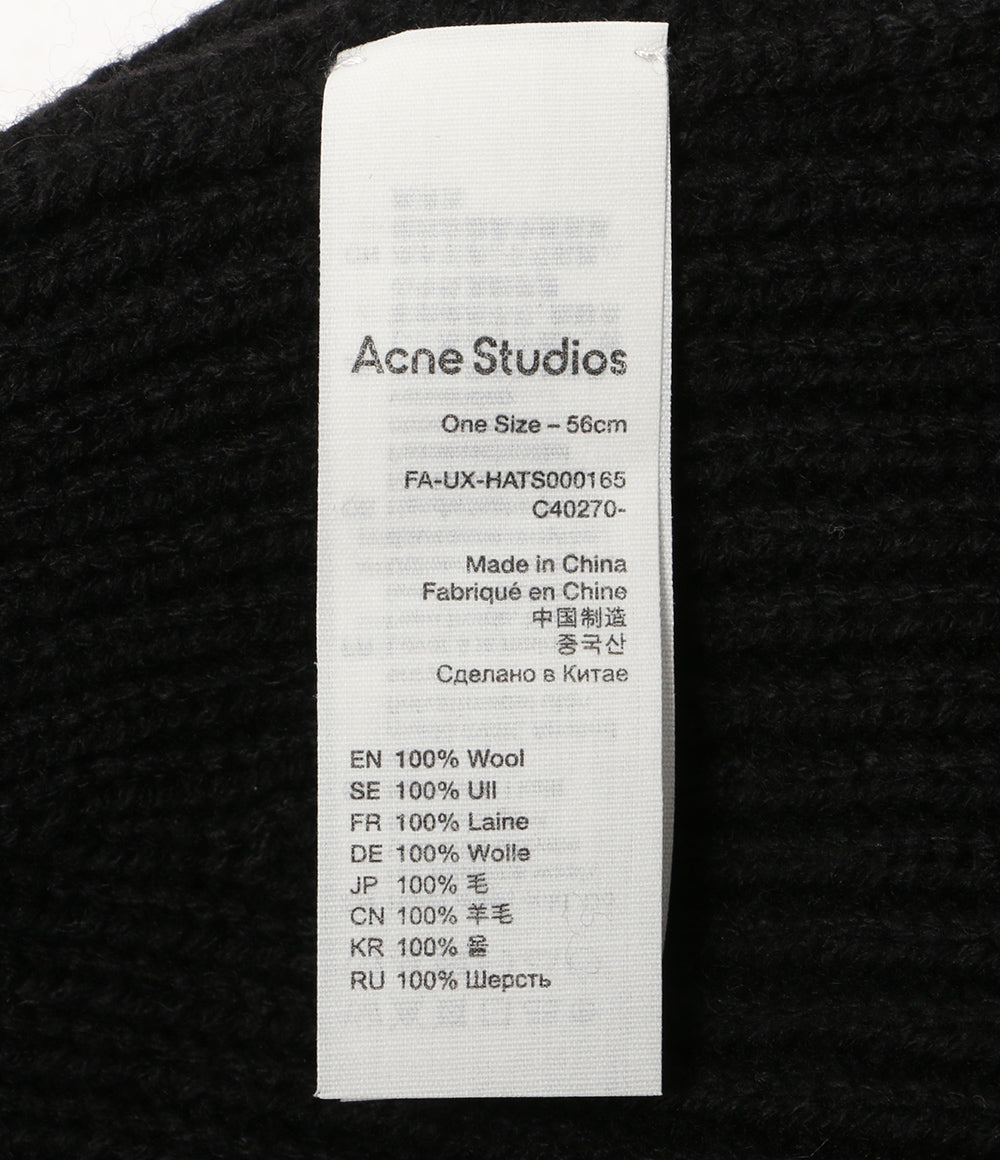 Acne Studios
One Size – 56cm
FA-UX-HATS000165
C40270-
Made in China
Fabriqué en Chine
中国制造
중국산
Сделано в Китае
EN 100% Wool
SE 100% Ull
FR 100% Laine
DE 100% Wolle
JP 100% 毛
CN 100% 羊毛
KR 100% 울
RU 100% Шерсть